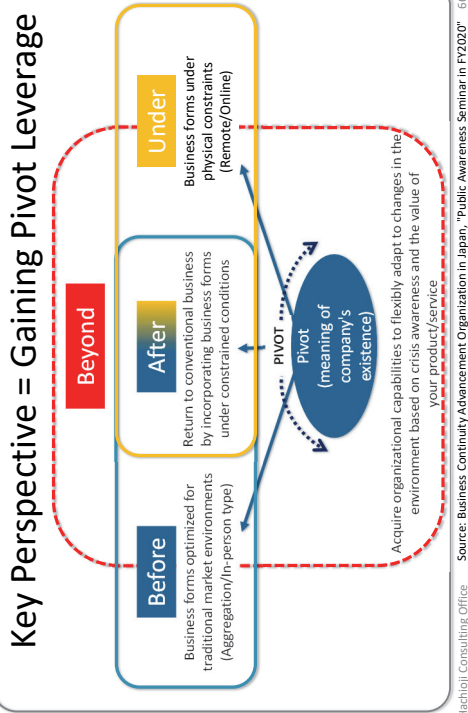 Key Perspective = Gaining Pivot Leverage
Beyond
Before
Business forms optimized for
traditional market environments
(Aggregation/In-person type)
After
Return to conventional business
by incorporating business forms
under constrained conditions
Under
Business forms under
physical constraints
(Remote/Online)
PIVOT
Pivot
(meaning of
company's
existence)
Acquire organizational capabilities to flexibly adapt to changes in the
environment based on crisis awareness and the value of
your product/service
Consulting Office
Source: Business Continuity Advancement Organization in Japan, "Public Awareness Seminar in FY2020"